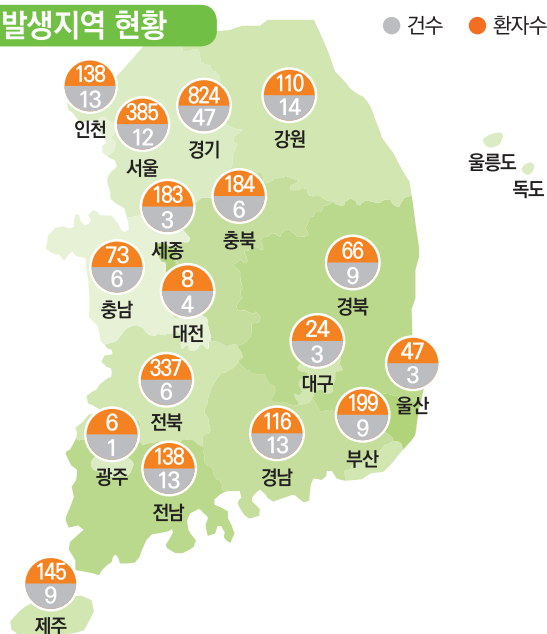 발생지역 현황
건수
환자수
138
13
인천
385
12
서울
824
47
경기
110
14
강원
울릉도
독도
183
3
세종
184
6
충북
73
6
충남
8
4
대전
66
9
경북
24
3
대구
47
3
울산
337
6
전북
199
9
부산
6
1
광주
138
13
전남
116
13
경남
145
9
제주